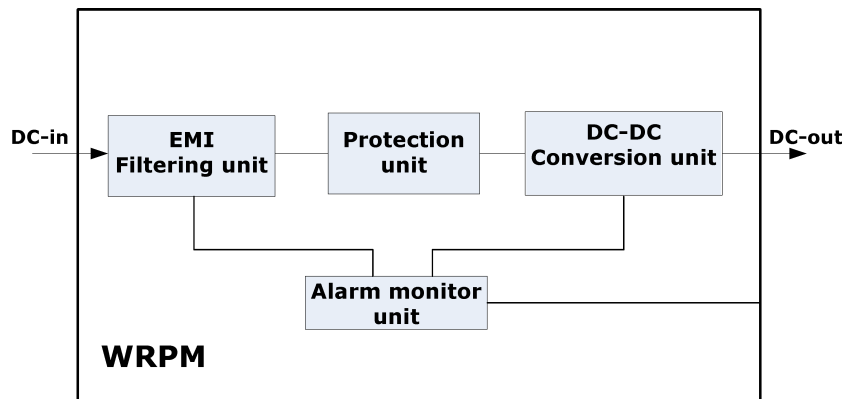 DC-in
EMI
Filtering unit
Protection
unit
DC-DC
Conversion unit
DC-out
Alarm monitor
unit
WRPM